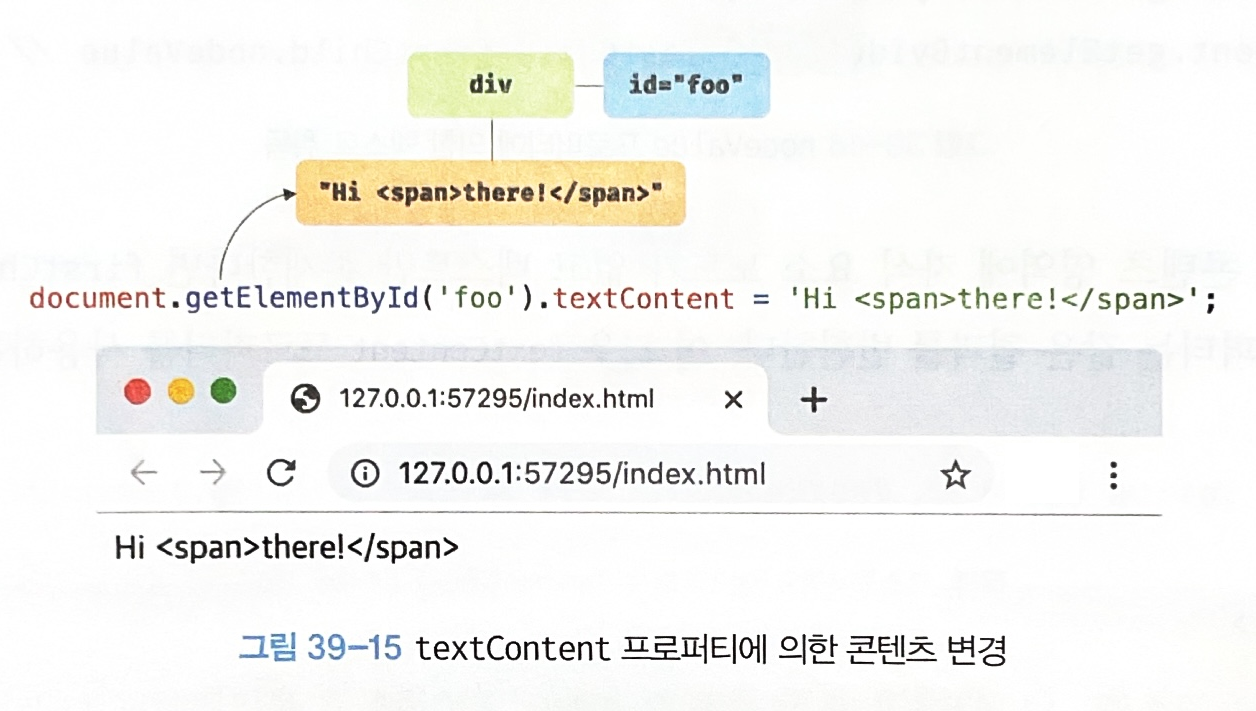 div id="foo"
"Hi <span>there!</span>"
document.getElementById('foo').textContent = 'Hi <span>there!</span>';
127.0.0.1:57295/index.html
127.0.0.1:57295/index.html
Hi <span>there!</span>
그림 39-15 textContent 프로퍼티에 의한 콘텐츠 변경